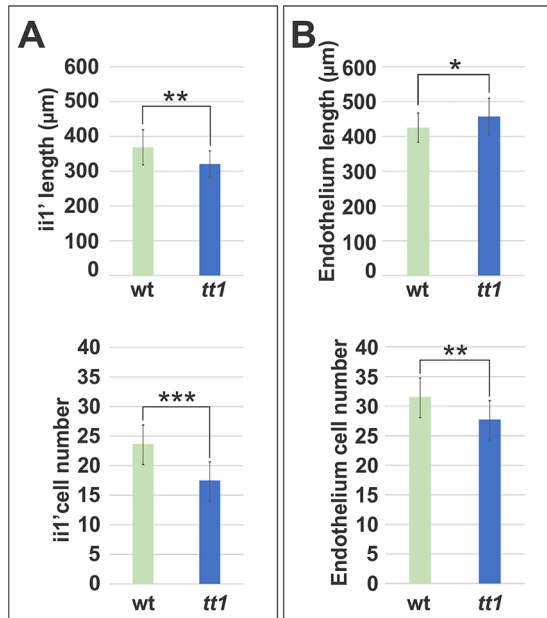 A
600
500
400
300
200
100
0
ii1' length (µm)
**
wt
tt1
40
35
30
25
20
15
10
5
0
ii1'cell number
***
wt
tt1
B
600
500
400
300
200
100
0
Endothelium length (µm)
*
wt
tt1
40
35
30
25
20
15
10
5
0
Endothelium cell number
**
wt
tt1